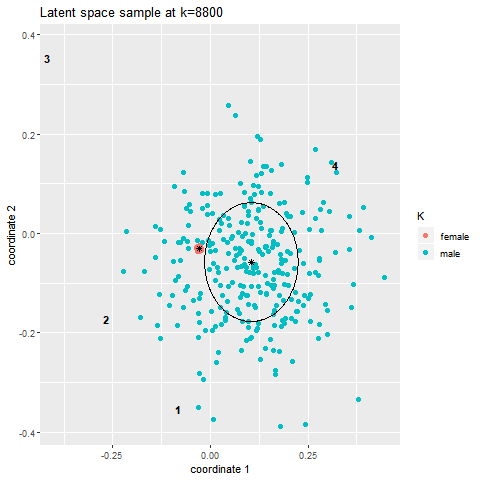 Latent space sample at k=8800
0.4
0.2
0.0
-0.2
-0.4
coordinate 2
3
4
2
1
-0.25
0.00
0.25
coordinate 1
K
female
male